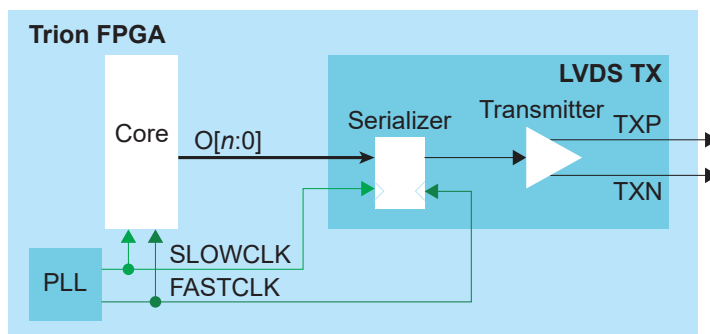 Trion FPGA
LVDS TX
Core
O[n:0]
Serializer
Transmitter
TXP
TXN
PLL
SLOWCLK
FASTCLK